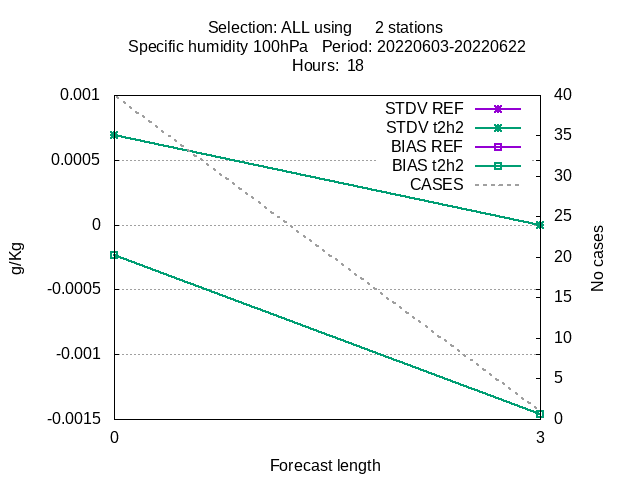 Selection: ALL using     2 stations
Specific humidity 100hPa   Period: 20220603-20220622
Hours:  18
0.001
0.0005
0
-0.0005
-0.001
-0.0015
g/Kg
STDV REF
STDV t2h2
BIAS REF
BIAS t2h2
CASES
40
35
30
25
20
15
10
5
0
No cases
0
3
Forecast length